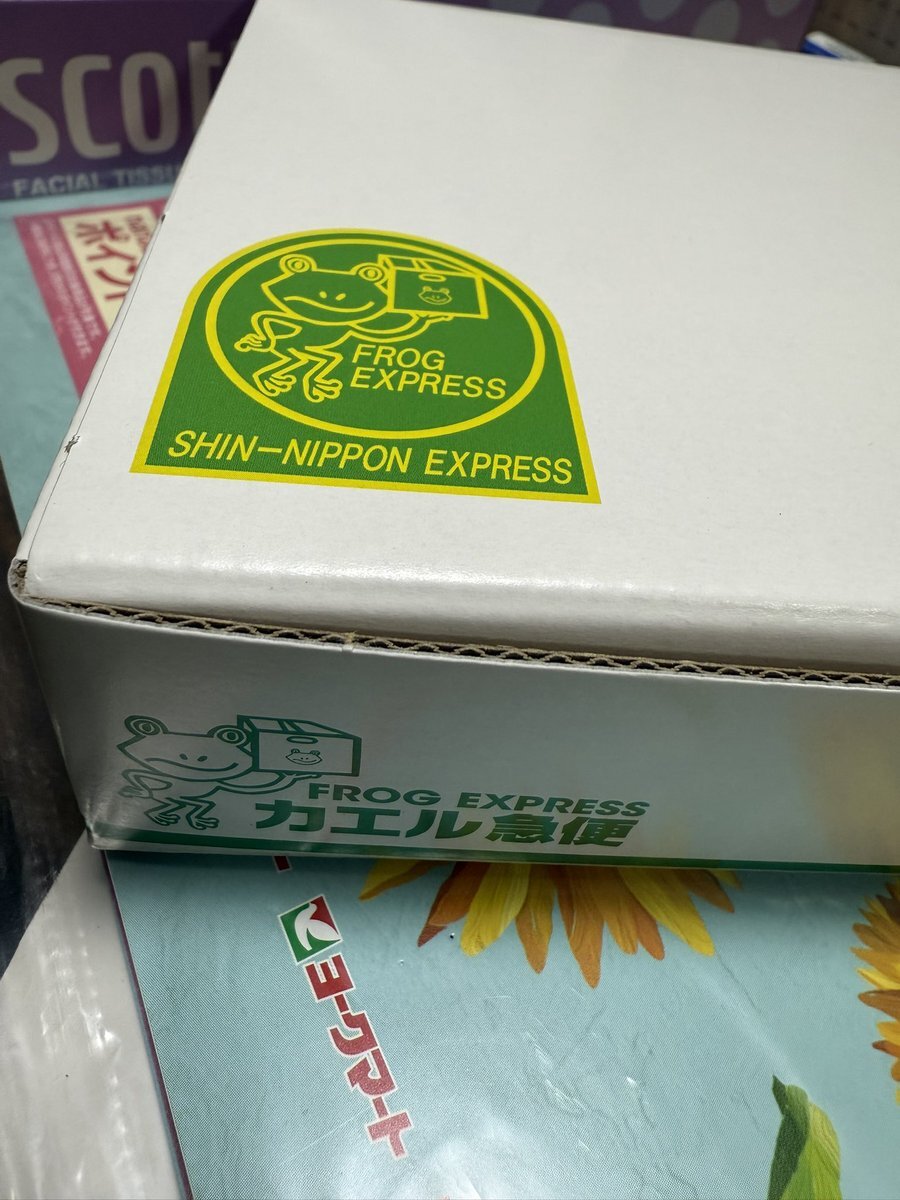 SCOT
FACIAL TISSU
ポイント
FROG
EXPRESS
SHIN-NIPPON EXPRESS
FROG EXPRESS
カエル急便
ヨークマート